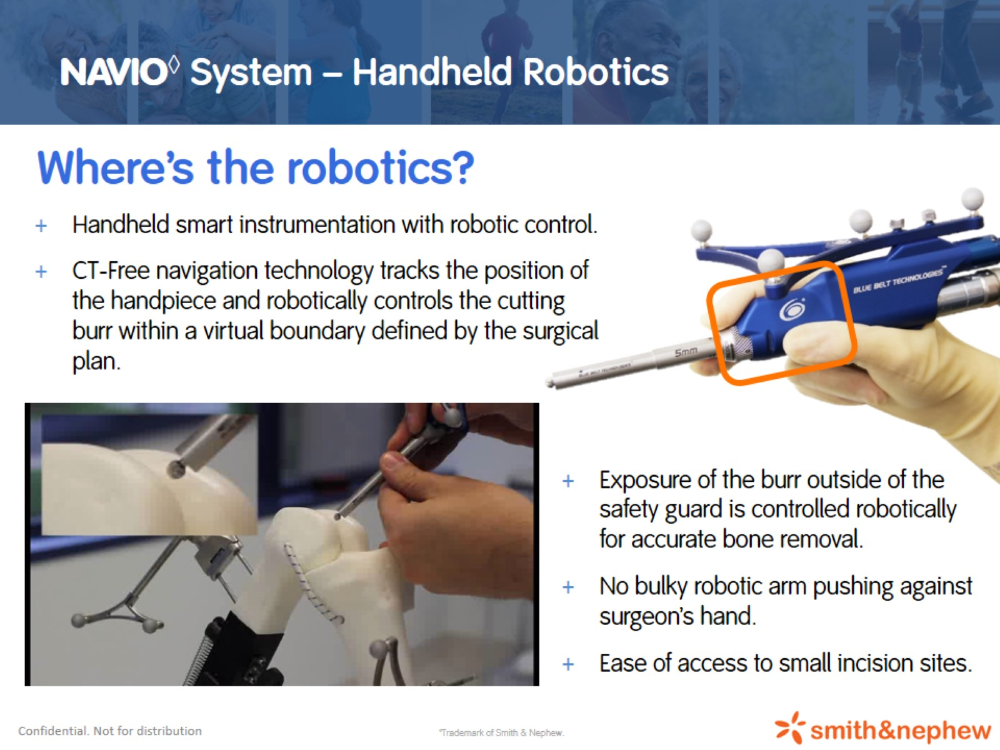 NAVIO◊ System – Handheld Robotics
Where's the robotics?
+ Handheld smart instrumentation with robotic control.
+ CT-Free navigation technology tracks the position of
the handpiece and robotically controls the cutting
burr within a virtual boundary defined by the surgical
plan.
BLUE BELT TECHNOLOGIES™
5mm
BLUE BELT TECHNOLOGIES
+ Exposure of the burr outside of the
safety guard is controlled robotically
for accurate bone removal.
+ No bulky robotic arm pushing against
surgeon's hand.
+ Ease of access to small incision sites.
Confidential. Not for distribution
◊Trademark of Smith & Nephew.
smith&nephew